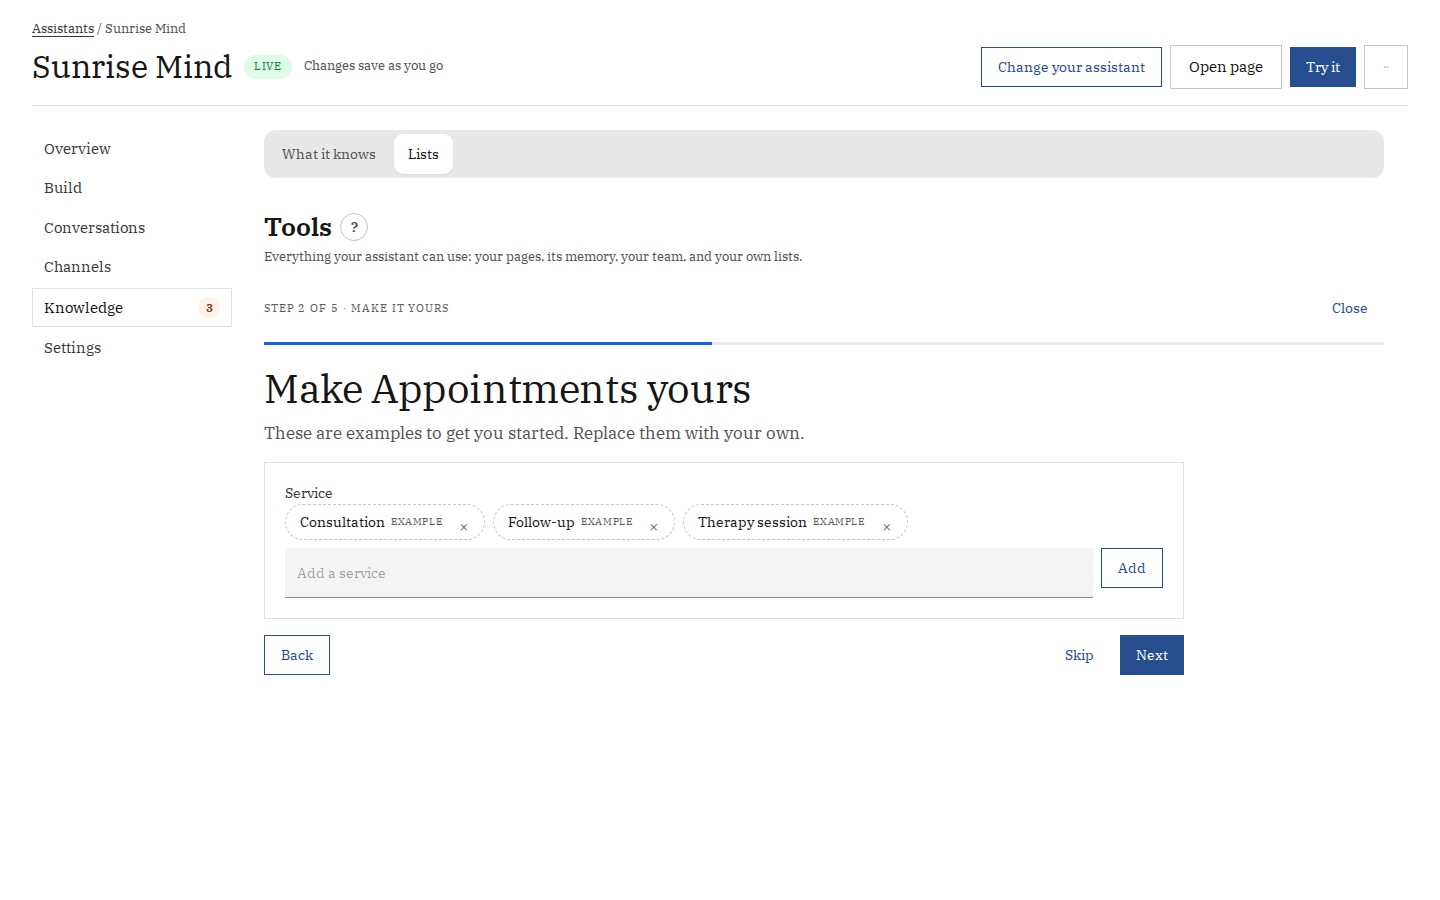 Assistants / Sunrise Mind
Sunrise Mind
LIVE
Changes save as you go
Change your assistant
Open page
Try it
Overview
Build
Conversations
Channels
Knowledge
3
Settings
What it knows
Lists
Tools
?
Everything your assistant can use: your pages, its memory, your team, and your own lists.
STEP 2 OF 5 · MAKE IT YOURS
Close
Make Appointments yours
These are examples to get you started. Replace them with your own.
Service
Consultation EXAMPLE ×
Follow-up EXAMPLE ×
Therapy session EXAMPLE ×
Add a service
Add
Back
Skip
Next